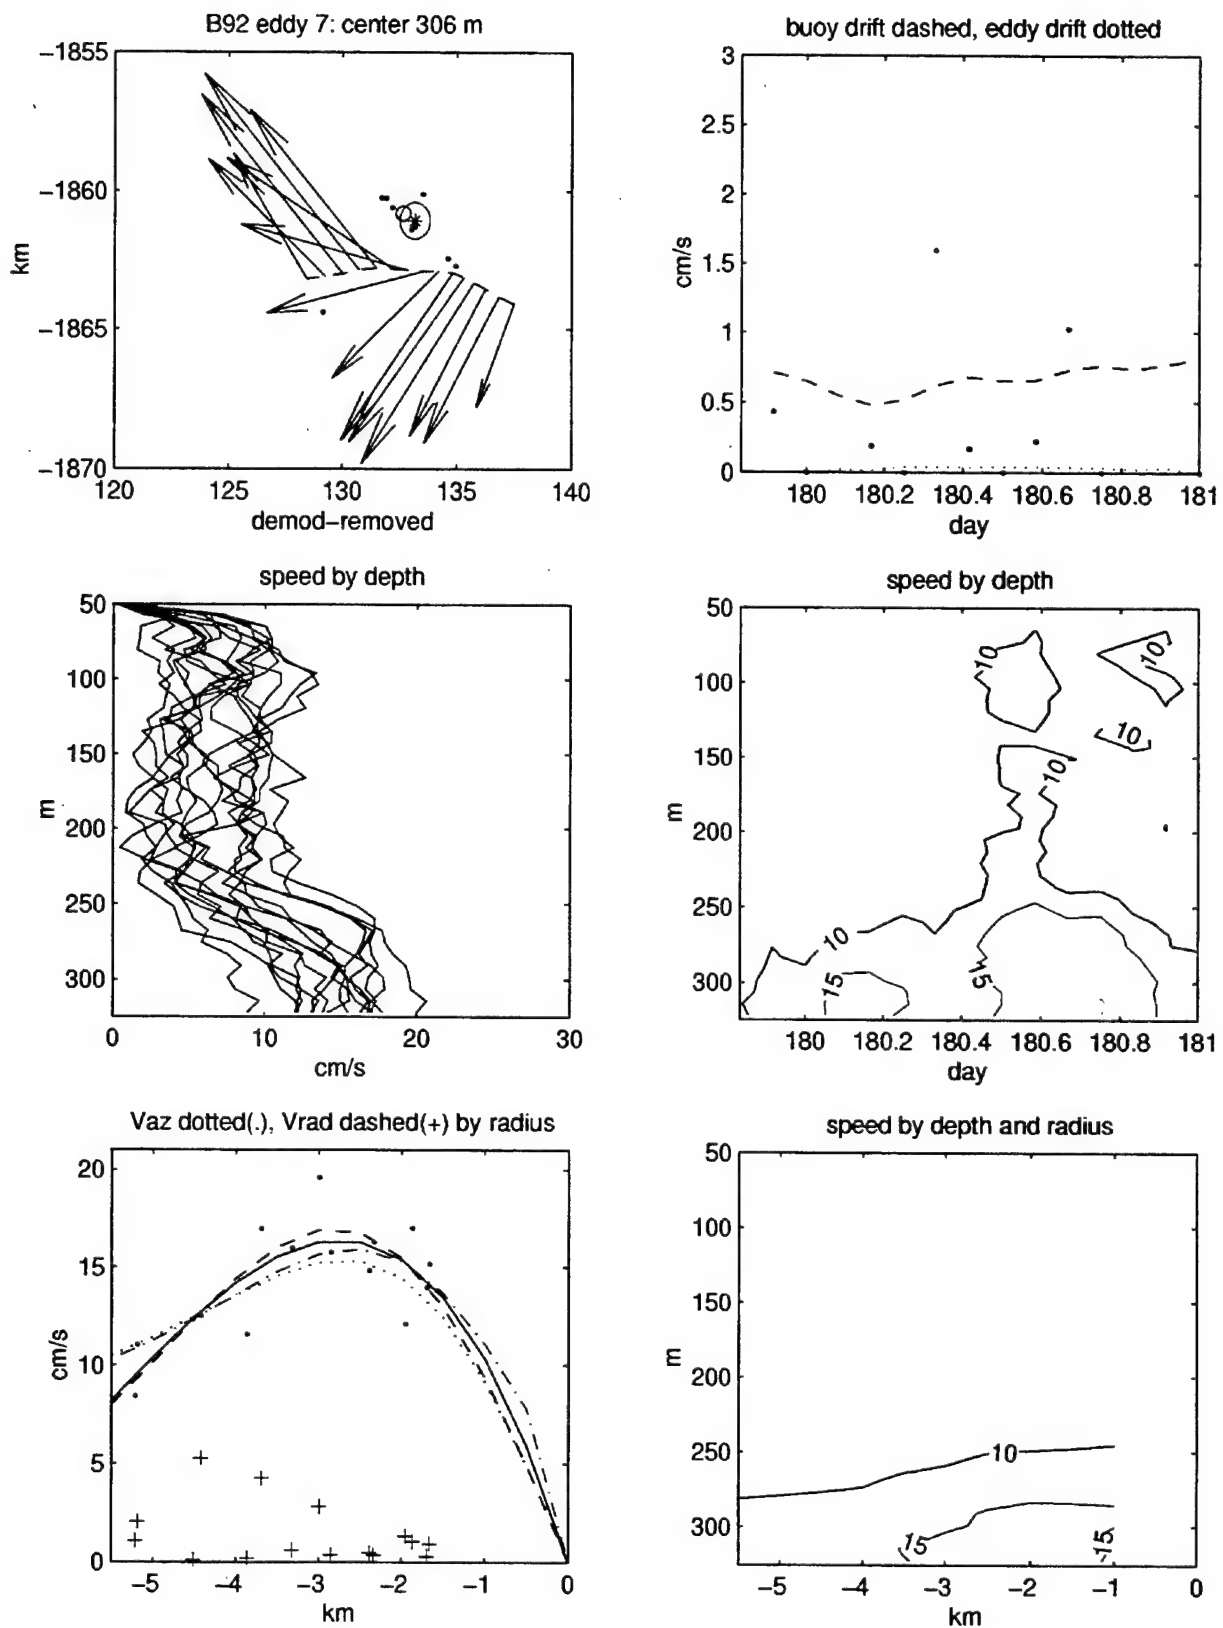 B92 eddy 7: center 306 m
−1855
−1860
km
−1865
−1870
120 125 130 135 140
demod−removed
buoy drift dashed, eddy drift dotted
3
2.5
2
cm/s
1.5
1
0.5
0
180 180.2 180.4 180.6 180.8 181
day
speed by depth
50
100
150
m
200
250
300
0 10 20 30
cm/s
speed by depth
50
10
10
100
10
150
10
m
200
250
10
15
15
300
180 180.2 180.4 180.6 180.8 181
day
Vaz dotted(.), Vrad dashed(+) by radius
20
15
cm/s
10
5
0
−5 −4 −3 −2 −1 0
km
speed by depth and radius
50
100
150
m
200
250
10
300
15
15
−5 −4 −3 −2 −1 0
km